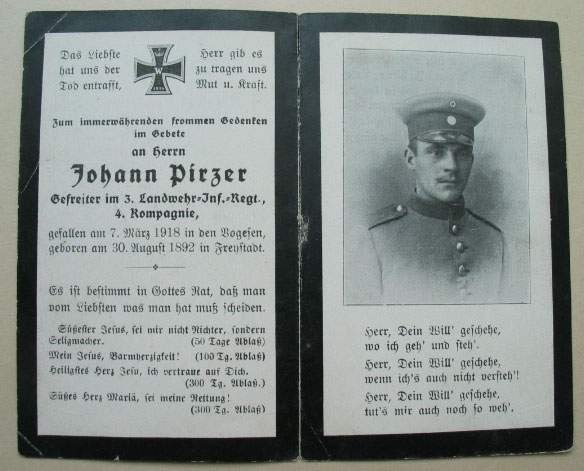 Das Liebste
hat uns der
Tod entrafft,
W
1914
Herr gib es
zu tragen uns
Mut u. Kraft.
Zum immerwährenden frommen Gedenken
im Gebete
an Herrn
Johann Pirzer
Gefreiter im 3. Landwehr-Inf.-Regt.,
4. Kompagnie,
gefallen am 7. März 1918 in den Vogesen,
geboren am 30. August 1892 in Freystadt.
Es ist bestimmt in Gottes Rat, daß man
vom Liebsten was man hat muß scheiden.
Süßester Jesus, sei mir nicht Richter, sondern
Seligmacher. (50 Tage Ablaß)
Mein Jesus, Barmherzigkeit! (100 Tg. Ablaß)
Heiligstes Herz Jesu, ich vertraue auf Dich.
(300 Tg. Ablaß.)
Süßes Herz Mariä, sei meine Rettung!
(300 Tg. Ablaß)
Herr, Dein Will' geschehe,
wo ich geh' und steh'.
Herr, Dein Will' geschehe,
wenn ich's auch nicht versteh'!
Herr, Dein Will' geschehe,
tut's mir auch noch so weh'.